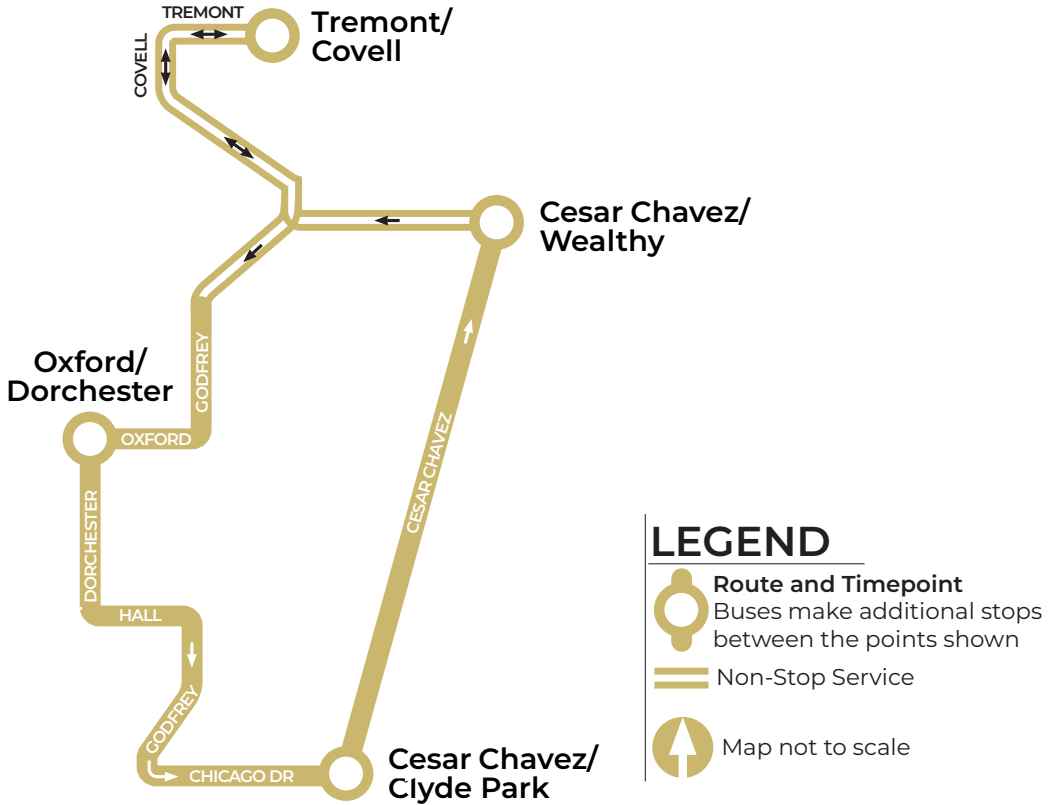 TREMONT
Tremont/
Covell
COVELL
Cesar Chavez/
Wealthy
GODFREY
Oxford/
Dorchester
OXFORD
CESAR CHAVEZ
DORCHESTER
HALL
GODFREY
CHICAGO DR
Cesar Chavez/
Clyde Park
LEGEND
Route and Timepoint
Buses make additional stops
between the points shown
Non-Stop Service
Map not to scale